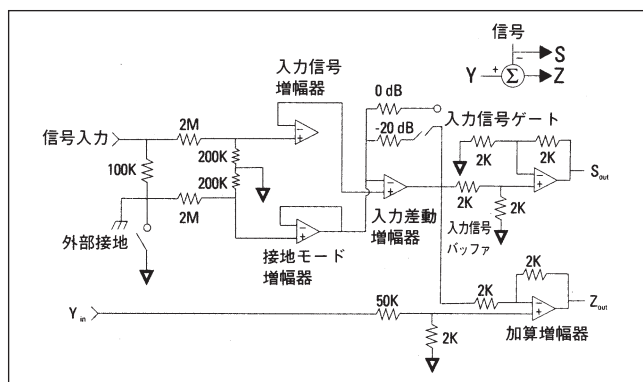 信号
S
Y + − Σ Z
入力信号
増幅器
0 dB
-20 dB
入力信号ゲート
信号入力
2M
100K
200K
200K
2M
外部接地
接地モード
増幅器
入力差動
増幅器
2K
2K
2K
2K
S out
入力信号
バッファ
2K
2K
Z out
加算増幅器
Y in
50K
2K